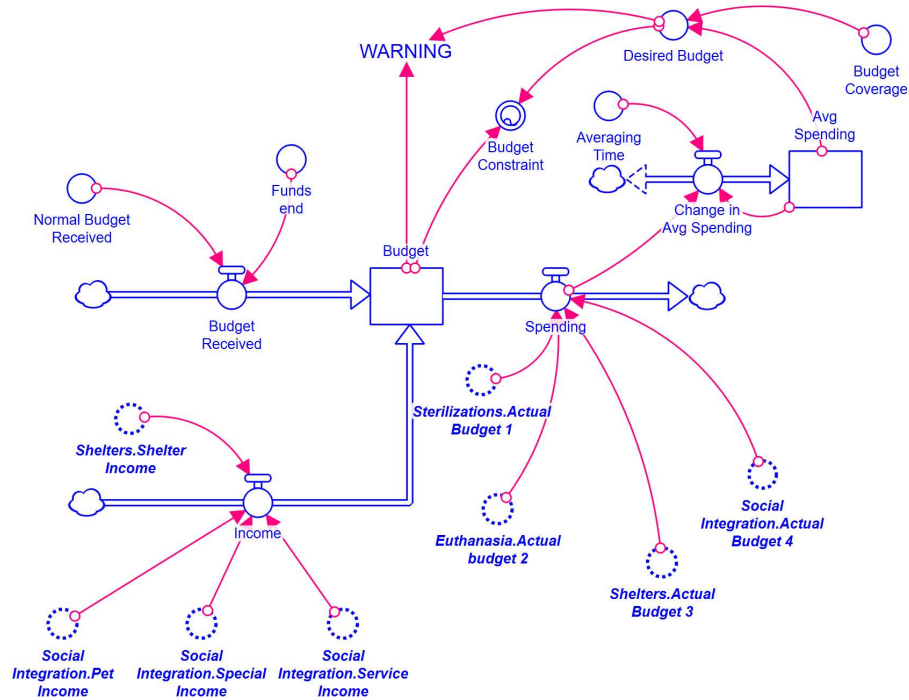 WARNING
Desired Budget
Budget
Coverage
Budget
Constraint
Averaging
Time
Avg
Spending
Change in
Avg Spending
Normal Budget
Received
Funds
end
Budget
Budget
Received
Spending
Sterilizations.Actual
Budget 1
Shelters.Shelter
Income
Income
Euthanasia.Actual
budget 2
Social
Integration.Actual
Budget 4
Shelters.Actual
Budget 3
Social
Integration.Pet
Income
Social
Integration.Special
Income
Social
Integration.Service
Income